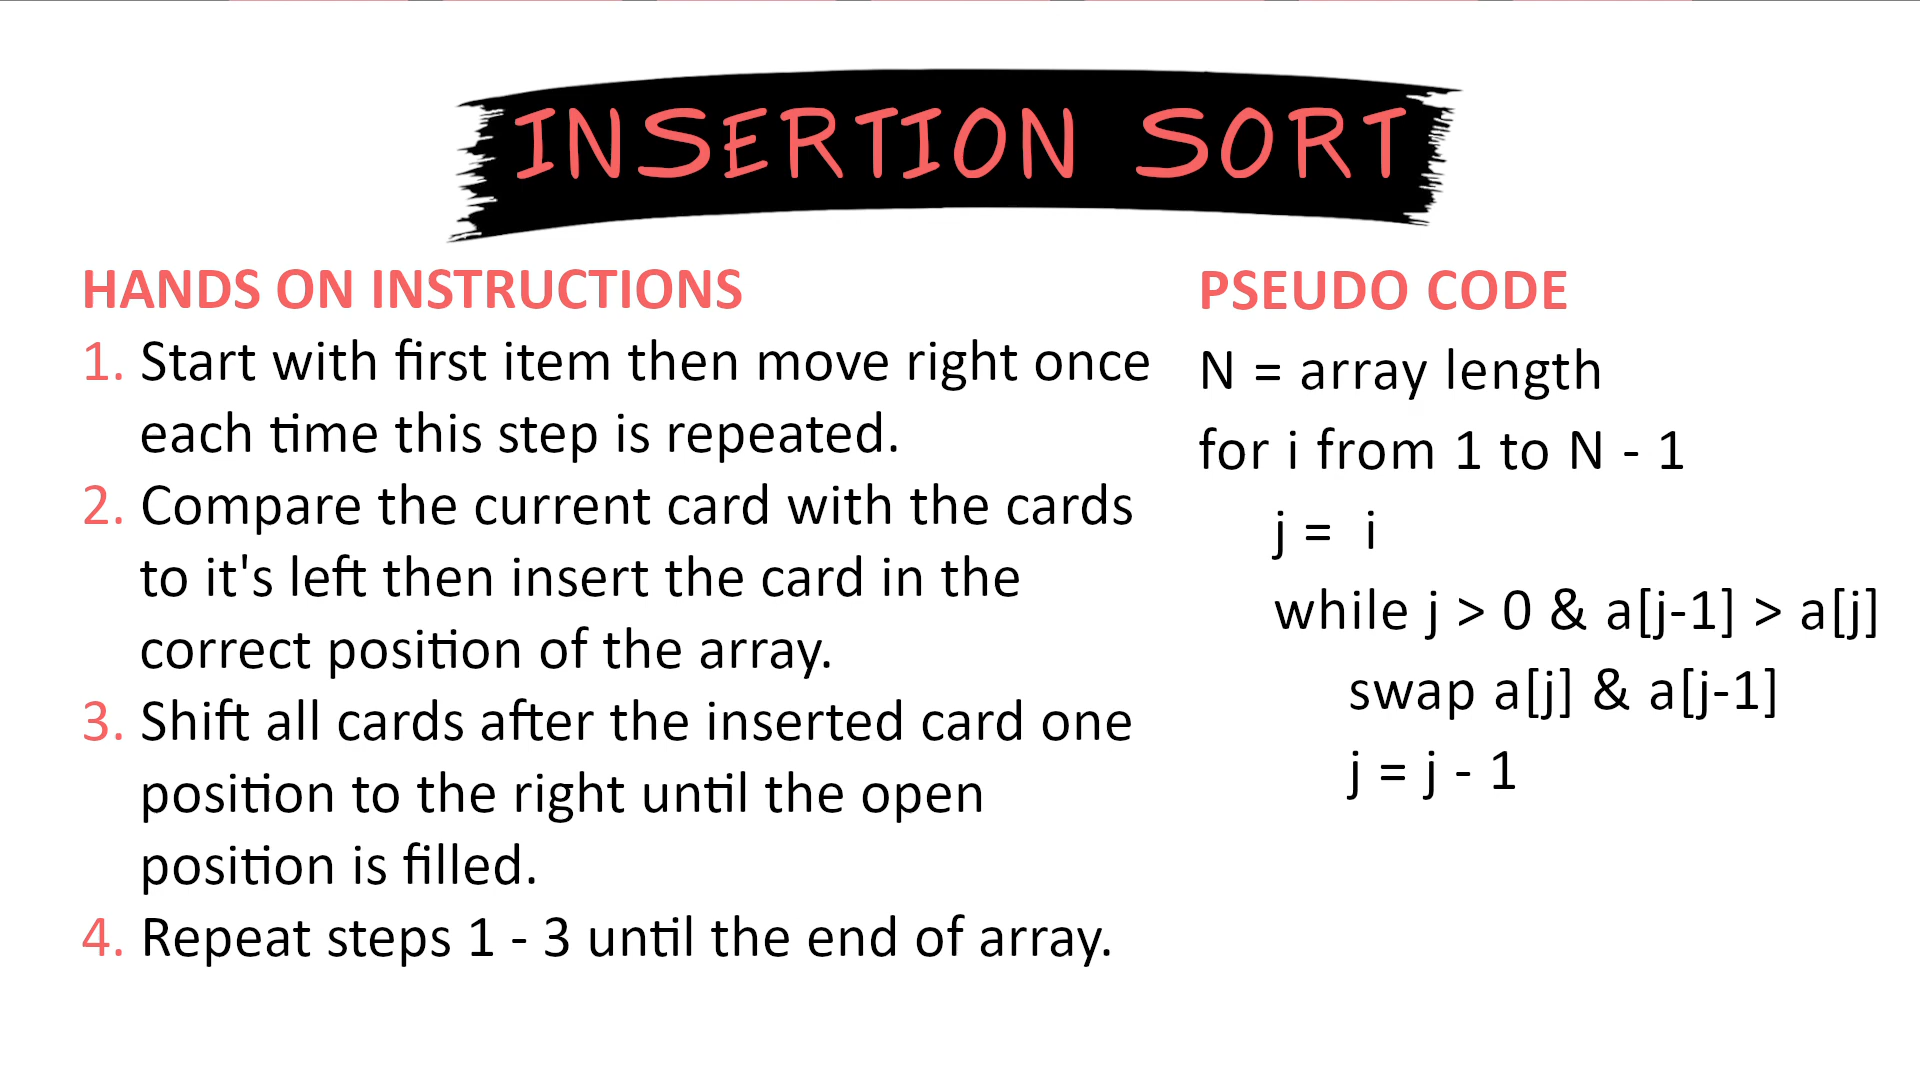 INSERTION SORT
HANDS ON INSTRUCTIONS
1. Start with first item then move right once
each time this step is repeated.
2. Compare the current card with the cards
to it's left then insert the card in the
correct position of the array.
3. Shift all cards after the inserted card one
position to the right until the open
position is filled.
4. Repeat steps 1 - 3 until the end of array.
PSEUDO CODE
N = array length
for i from 1 to N - 1
j = i
while j > 0 & a[j-1] > a[j]
swap a[j] & a[j-1]
j = j - 1